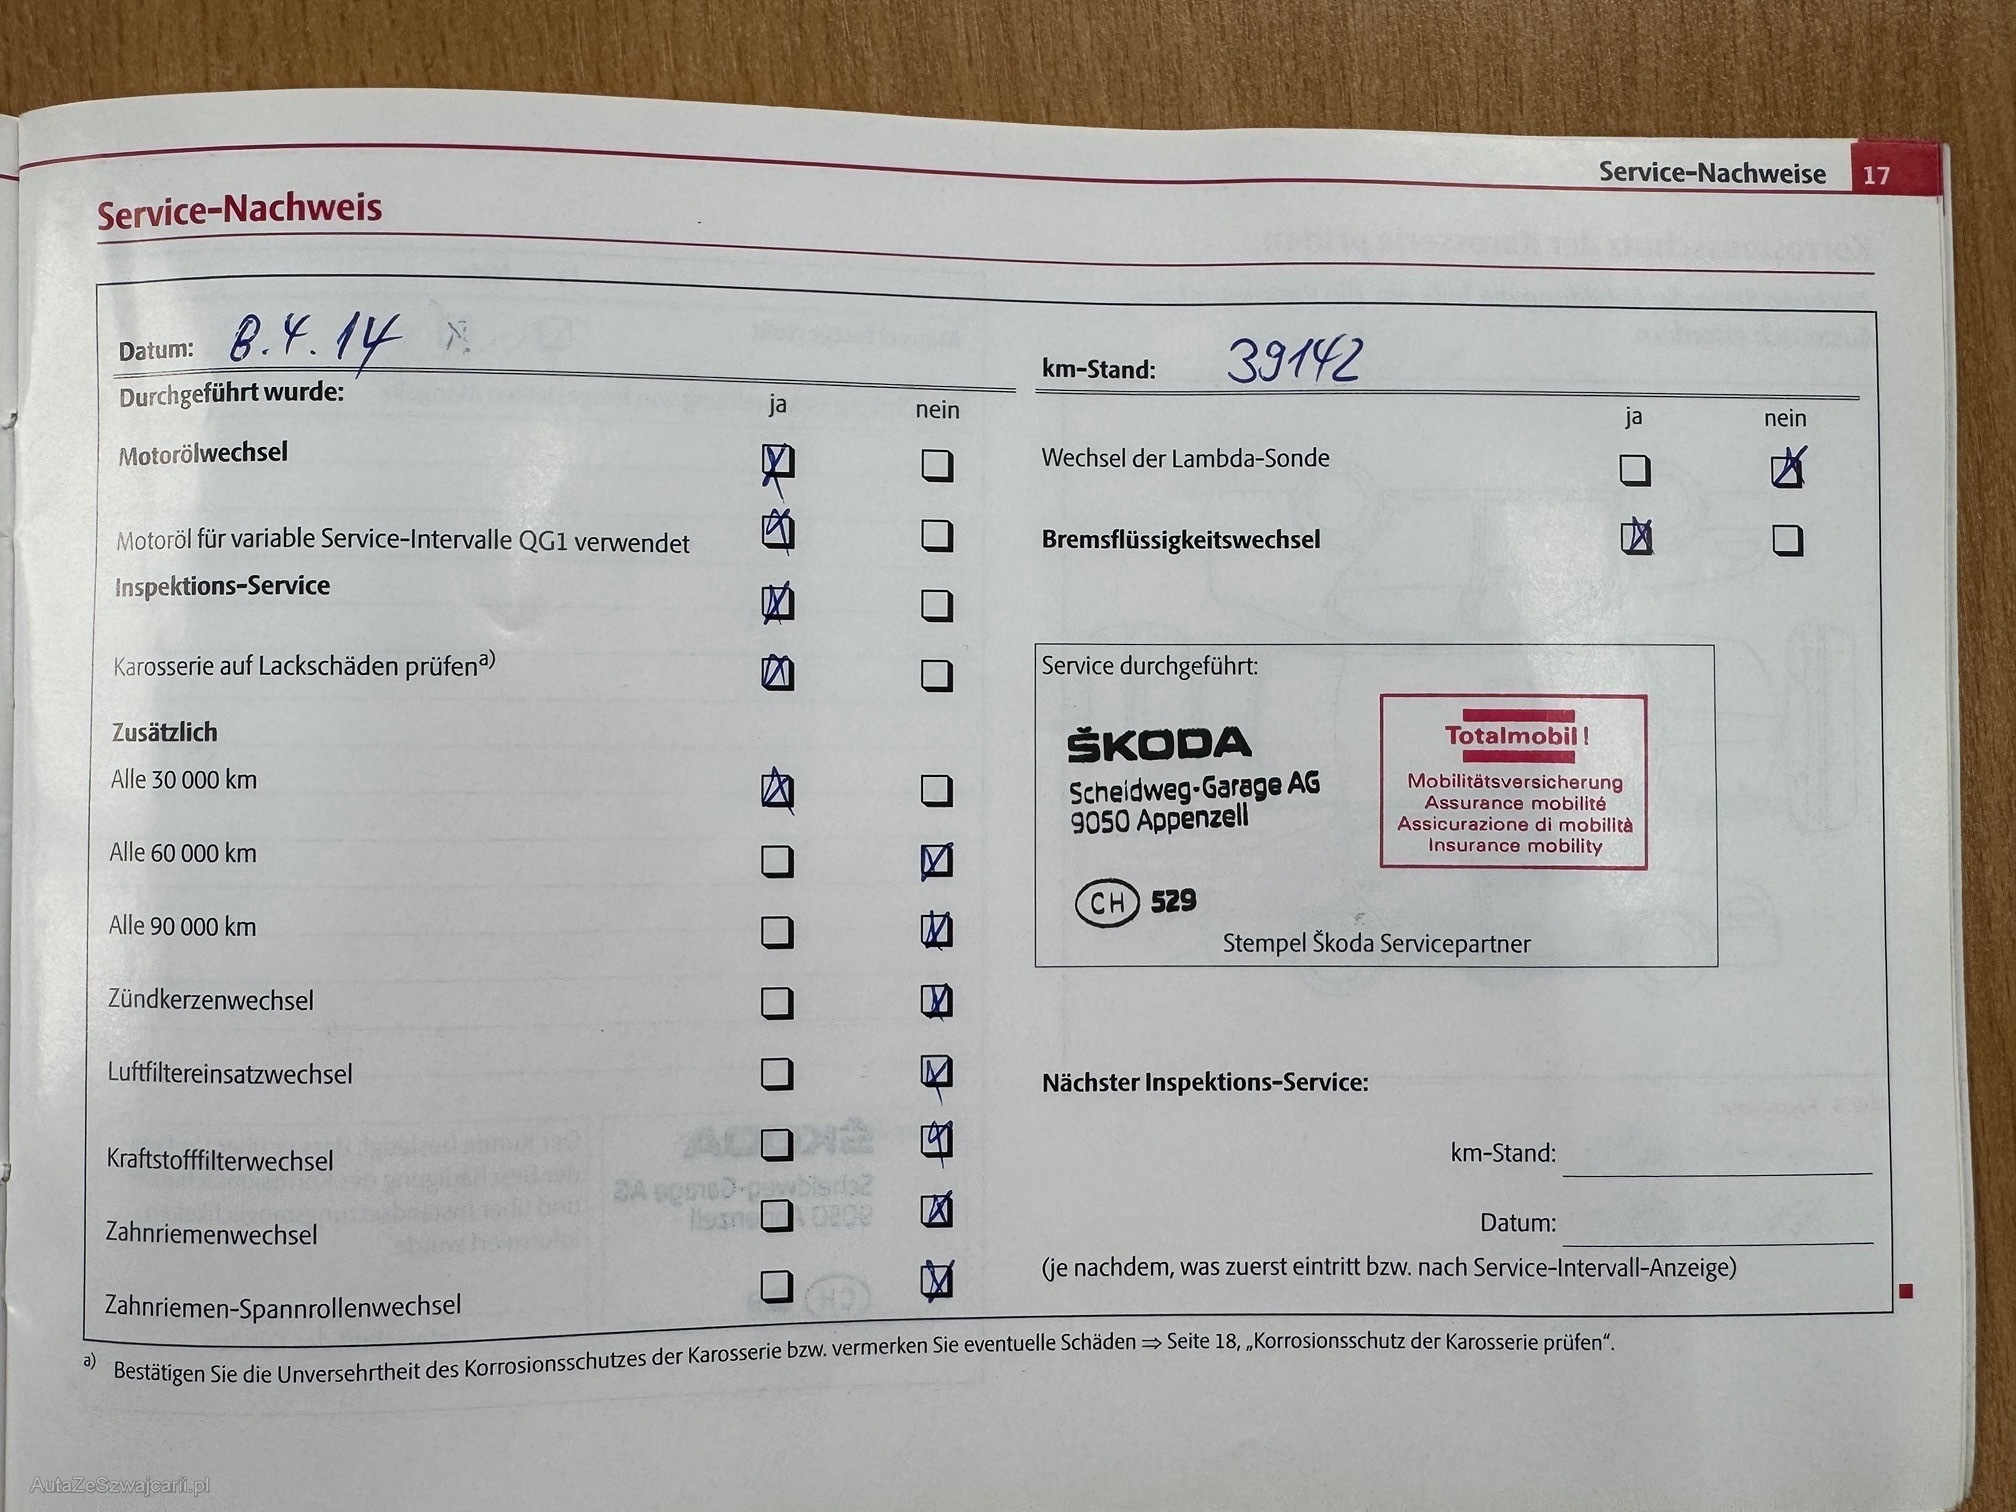 Service-Nachweise 17
Service-Nachweis
Datum: 8.4.14
km-Stand: 39142
Durchgeführt wurde: ja nein
ja nein
Motorölwechsel
Wechsel der Lambda-Sonde
Motoröl für variable Service-Intervalle QG1 verwendet
Bremsflüssigkeitswechsel
Inspektions-Service
Karosserie auf Lackschäden prüfen a)
Zusätzlich
Alle 30 000 km
Alle 60 000 km
Alle 90 000 km
Zündkerzenwechsel
Luftfiltereinsatzwechsel
Kraftstofffilterwechsel
Zahnriemenwechsel
Zahnriemen-Spannrollenwechsel
Service durchgeführt:
ŠKODA
Scheidweg-Garage AG
9050 Appenzell
CH 529
Totalmobil!
Mobilitätsversicherung
Assurance mobilité
Assicurazione di mobilità
Insurance mobility
Stempel Škoda Servicepartner
Nächster Inspektions-Service:
km-Stand:
Datum:
(je nachdem, was zuerst eintritt bzw. nach Service-Intervall-Anzeige)
a) Bestätigen Sie die Unversehrtheit des Korrosionsschutzes der Karosserie bzw. vermerken Sie eventuelle Schäden ⇒ Seite 18, „Korrosionsschutz der Karosserie prüfen“.
AutaZeSzwajcarii.pl